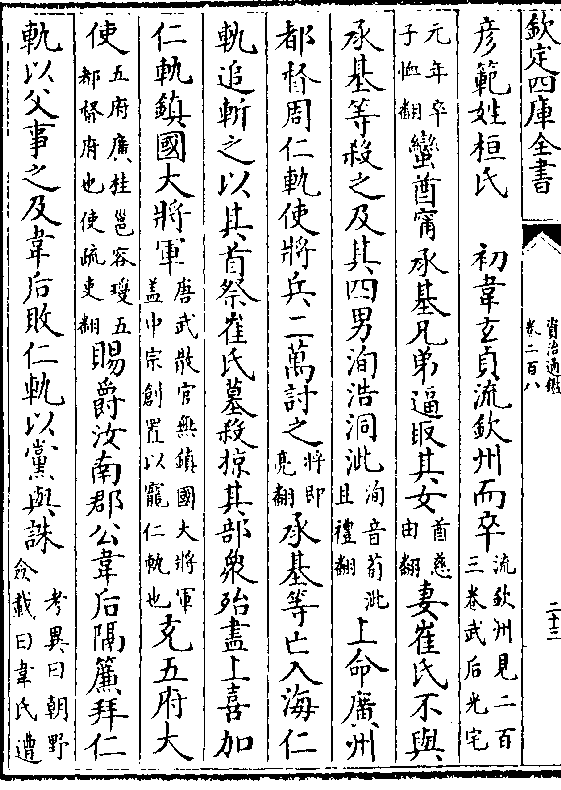 欽定四庫全書
資治通鑑
卷二百八
二十三
彦範姓桓氏　初韋玄貞流欽州而卒流欽州見二百三卷武后光宅
元年卒子恤翻蠻酋甯承基兄弟逼取其女酋慈由翻妻崔氏不與
承基等殺之及其四男洵浩洞泚洵音荀泚且禮翻上命廣州
都督周仁軌使將兵二萬討之將即亮翻承基等亡入海仁
軌追斬之以其首祭崔氏墓殺掠其部衆殆盡上喜加
仁軌鎮國大將軍唐武散官無鎮國大將軍蓋中宗創置以寵仁軌也充五府大
使五府廣桂邕容瓊五都督府也使疏吏翻賜爵汝南郡公韋后隔簾拜仁
軌以父事之及韋后敗仁軌以黨與誅考異曰朝野僉載曰韋氏遭